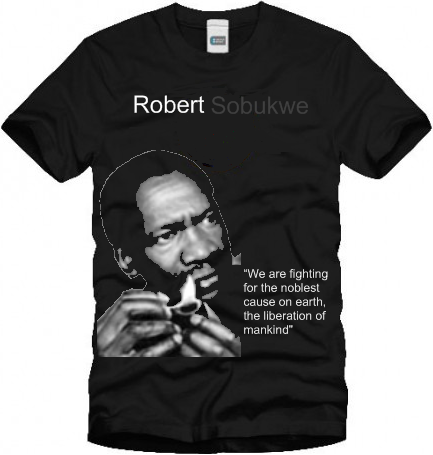 Robert Sobukwe
"We are fighting
for the noblest
cause on earth,
the liberation of
mankind"